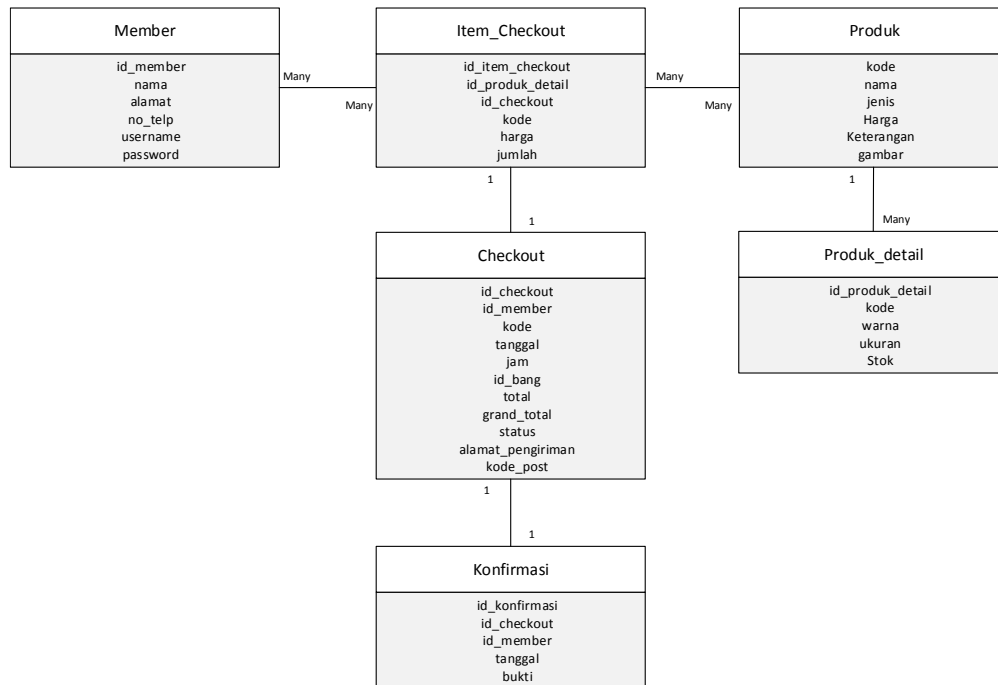 Member
id_member
nama
alamat
no_telp
username
password
Many
Many
Item_Checkout
id_item_checkout
id_produk_detail
id_checkout
kode
harga
jumlah
Many
Many
Produk
kode
nama
jenis
Harga
Keterangan
gambar
1
1
1
Many
Checkout
id_checkout
id_member
kode
tanggal
jam
id_bang
total
grand_total
status
alamat_pengiriman
kode_post
Produk_detail
id_produk_detail
kode
warna
ukuran
Stok
1
1
Konfirmasi
id_konfirmasi
id_checkout
id_member
tanggal
bukti